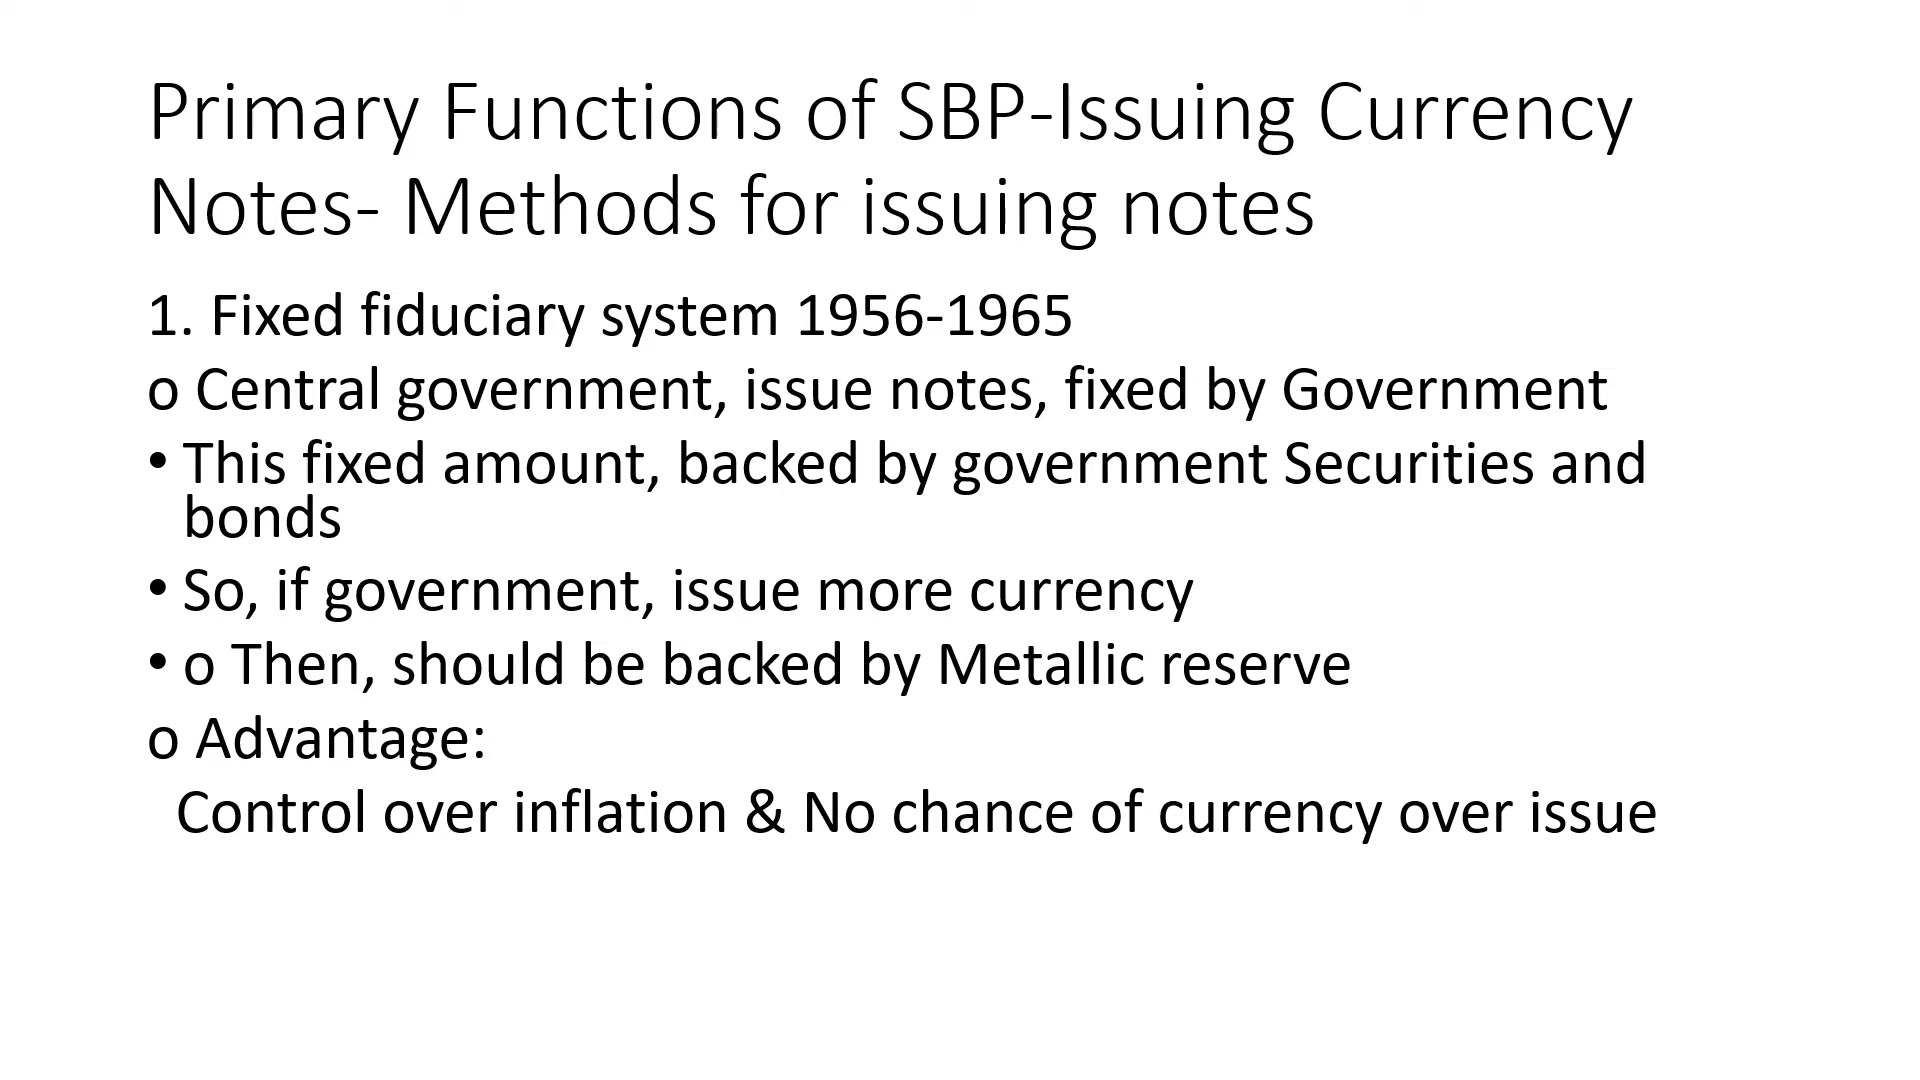 Primary Functions of SBP-Issuing Currency
Notes- Methods for issuing notes
1. Fixed fiduciary system 1956-1965
o Central government, issue notes, fixed by Government
• This fixed amount, backed by government Securities and
bonds
• So, if government, issue more currency
• o Then, should be backed by Metallic reserve
o Advantage:
Control over inflation & No chance of currency over issue